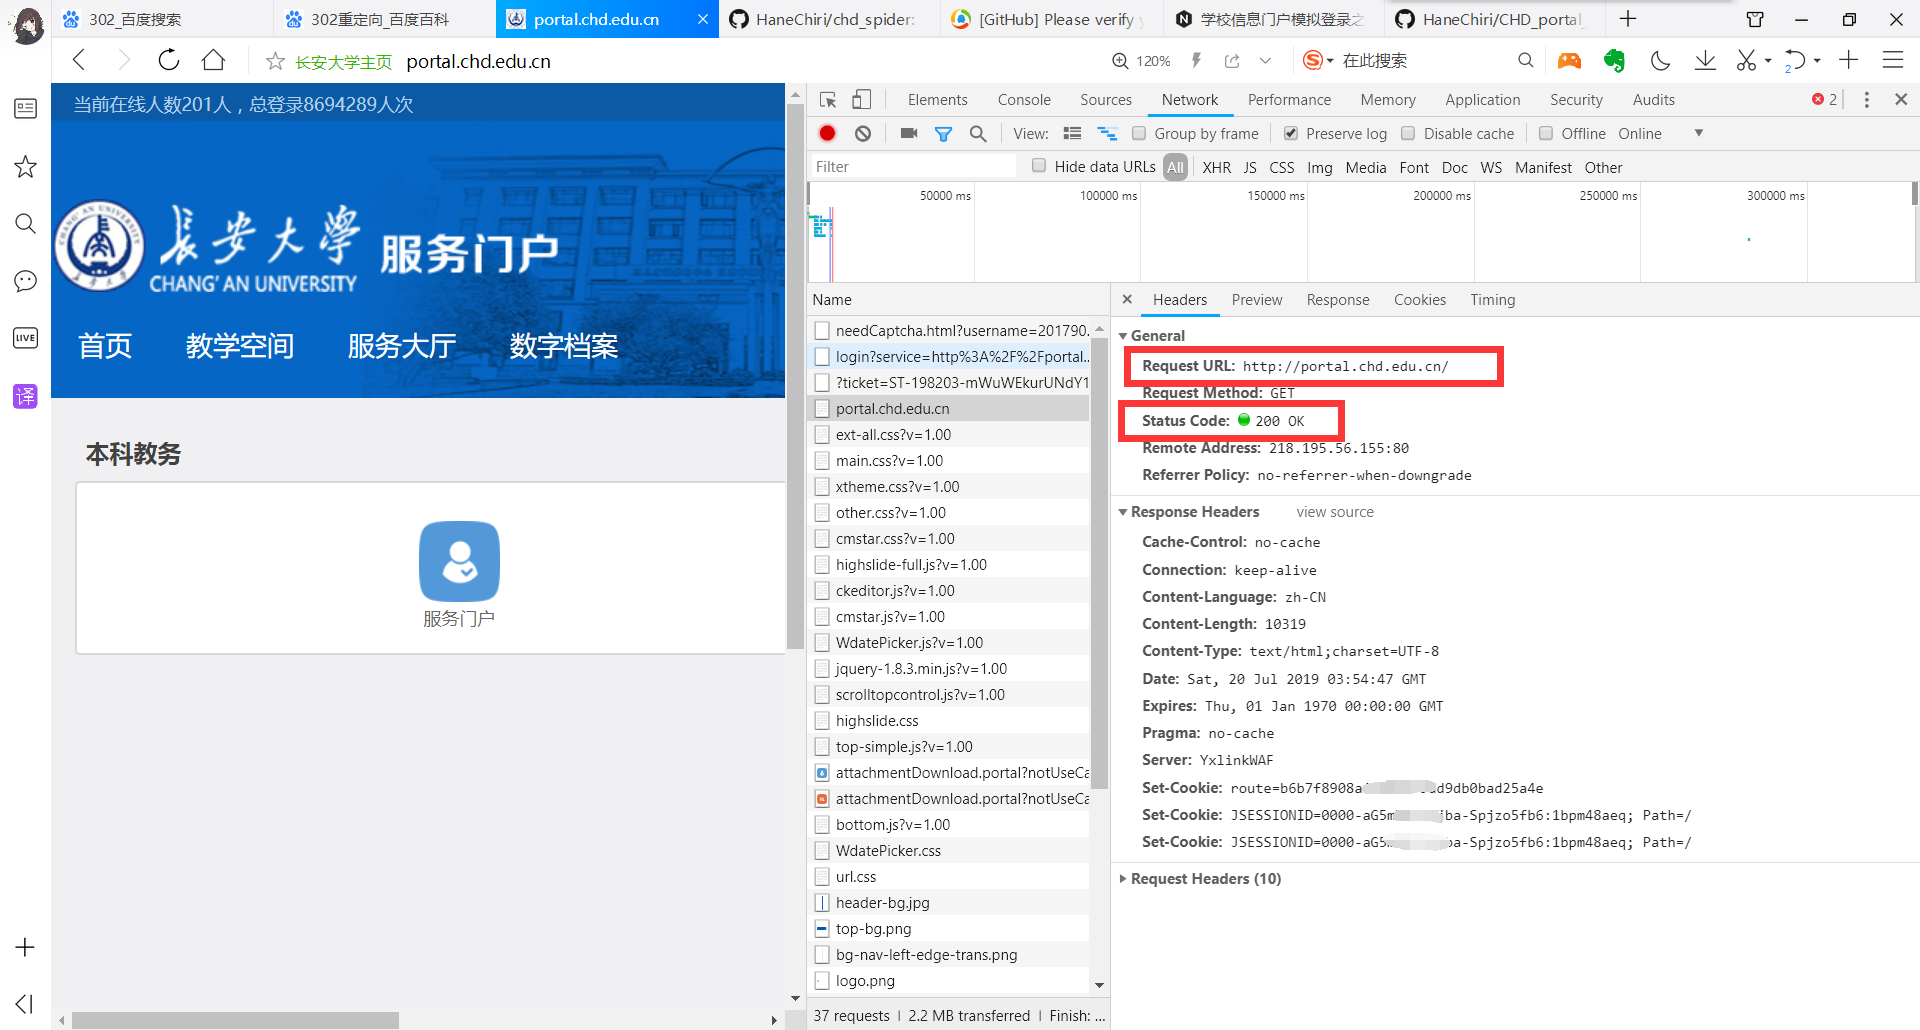 302_百度搜索
302重定向_百度百科
portal.chd.edu.cn
HaneChiri/chd_spider:
[GitHub] Please verify y
学校信息门户模拟登录之
HaneChiri/CHD_portal_
长安大学主页
portal.chd.edu.cn
120%
在此搜索
2
LIVE
译
当前在线人数201人，总登录8694289人次
CHANG'AN UNIVERSITY
长安大学
CHANG'AN UNIVERSITY
服务门户
首页
教学空间
服务大厅
数字档案
本科教务
服务门户
Elements
Console
Sources
Network
Performance
Memory
Application
Security
Audits
2
View:
Group by frame
Preserve log
Disable cache
Offline
Online
Filter
Hide data URLs
All
XHR
JS
CSS
Img
Media
Font
Doc
WS
Manifest
Other
50000 ms
100000 ms
150000 ms
200000 ms
250000 ms
300000 ms
Name
needCaptcha.html?username=201790.
login?service=http%3A%2F%2Fportal..
?ticket=ST-198203-mWuWEkurUNdY1
portal.chd.edu.cn
ext-all.css?v=1.00
main.css?v=1.00
xtheme.css?v=1.00
other.css?v=1.00
cmstar.css?v=1.00
highslide-full.js?v=1.00
ckeditor.js?v=1.00
cmstar.js?v=1.00
WdatePicker.js?v=1.00
jquery-1.8.3.min.js?v=1.00
scrolltopcontrol.js?v=1.00
highslide.css
top-simple.js?v=1.00
attachmentDownload.portal?notUseCa
attachmentDownload.portal?notUseCa
bottom.js?v=1.00
WdatePicker.css
url.css
header-bg.jpg
top-bg.png
bg-nav-left-edge-trans.png
logo.png
37 requests | 2.2 MB transferred | Finish: ...
Headers
Preview
Response
Cookies
Timing
General
Request URL: http://portal.chd.edu.cn/
Request Method: GET
Status Code: 200 OK
Remote Address: 218.195.56.155:80
Referrer Policy: no-referrer-when-downgrade
Response Headers
view source
Cache-Control: no-cache
Connection: keep-alive
Content-Language: zh-CN
Content-Length: 10319
Content-Type: text/html;charset=UTF-8
Date: Sat, 20 Jul 2019 03:54:47 GMT
Expires: Thu, 01 Jan 1970 00:00:00 GMT
Pragma: no-cache
Server: YxlinkWAF
Set-Cookie: route=b6b7f8908a d9db0bad25a4e
Set-Cookie: JSESSIONID=0000-aG5m ba-Spjzo5fb6:1bpm48aeq; Path=/
Set-Cookie: JSESSIONID=0000-aG5 ba-Spjzo5fb6:1bpm48aeq; Path=/
Request Headers (10)